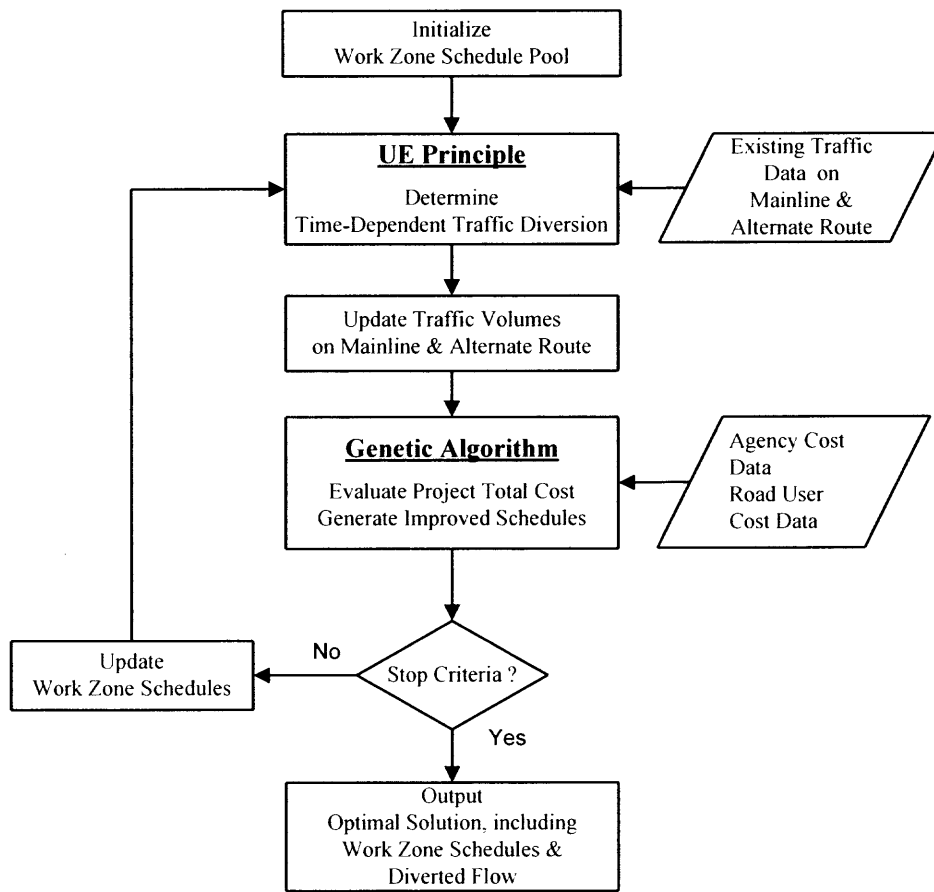 Initialize
Work Zone Schedule Pool
UE Principle
Determine
Time-Dependent Traffic Diversion
Existing Traffic
Data on
Mainline &
Alternate Route
Update Traffic Volumes
on Mainline & Alternate Route
Genetic Algorithm
Evaluate Project Total Cost
Generate Improved Schedules
Agency Cost
Data
Road User
Cost Data
Stop Criteria ?
No
Update
Work Zone Schedules
Yes
Output
Optimal Solution, including
Work Zone Schedules &
Diverted Flow